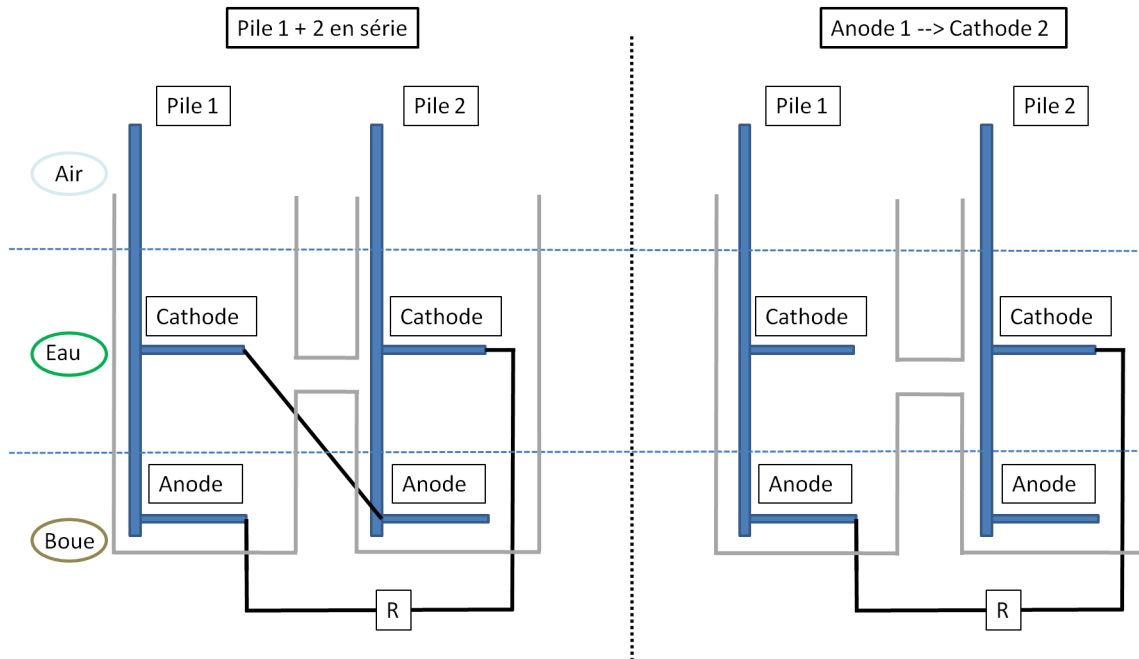 Pile 1 + 2 en série
Anode 1 --> Cathode 2
Pile 1
Pile 2
Pile 1
Pile 2
Air
Cathode
Cathode
Cathode
Cathode
Eau
Anode
Anode
Anode
Anode
Boue
R
R